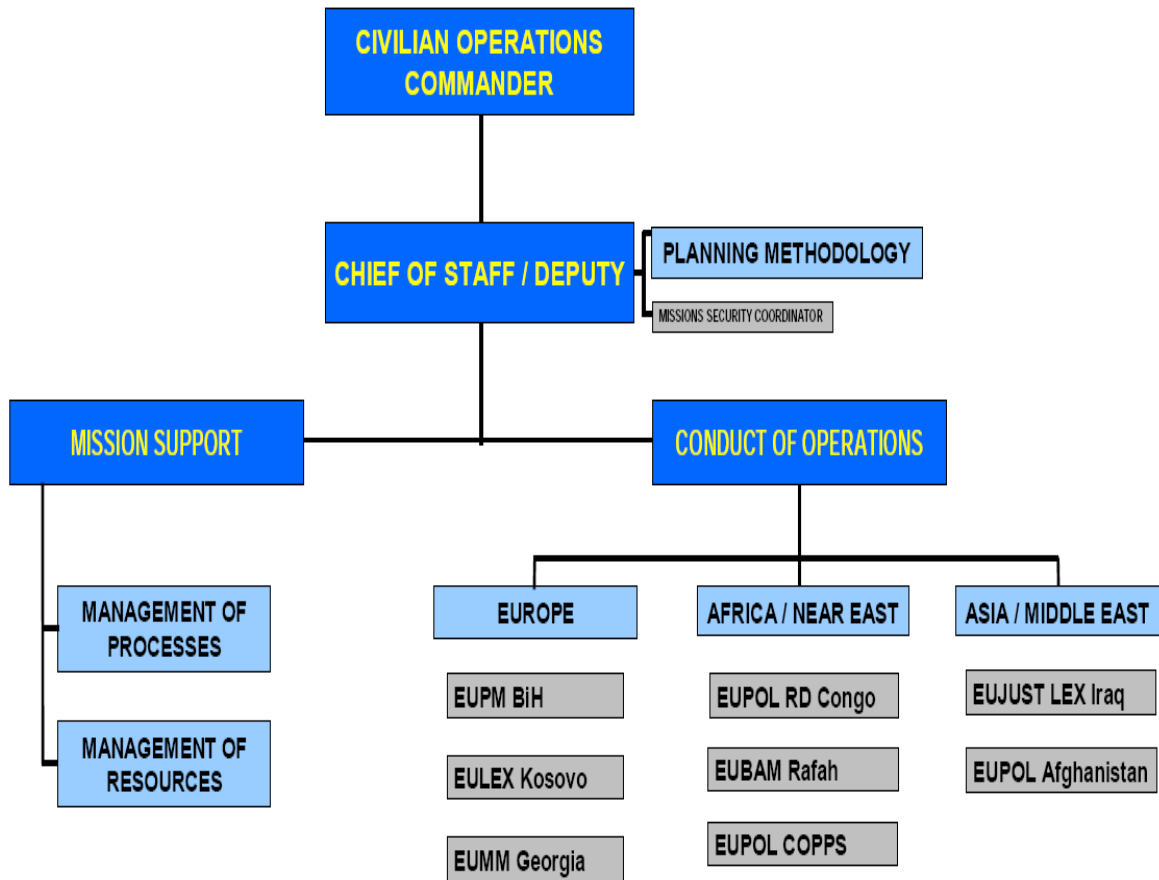 CIVILIAN OPERATIONS
COMMANDER
CHIEF OF STAFF / DEPUTY
PLANNING METHODOLOGY
MISSIONS SECURITY COORDINATOR
MISSION SUPPORT
CONDUCT OF OPERATIONS
MANAGEMENT OF
PROCESSES
MANAGEMENT OF
RESOURCES
EUROPE
EUPM BiH
EULEX Kosovo
EUMM Georgia
AFRICA / NEAR EAST
EUPOL RD Congo
EUBAM Rafah
EUPOL COPPS
ASIA / MIDDLE EAST
EUJUST LEX Iraq
EUPOL Afghanistan